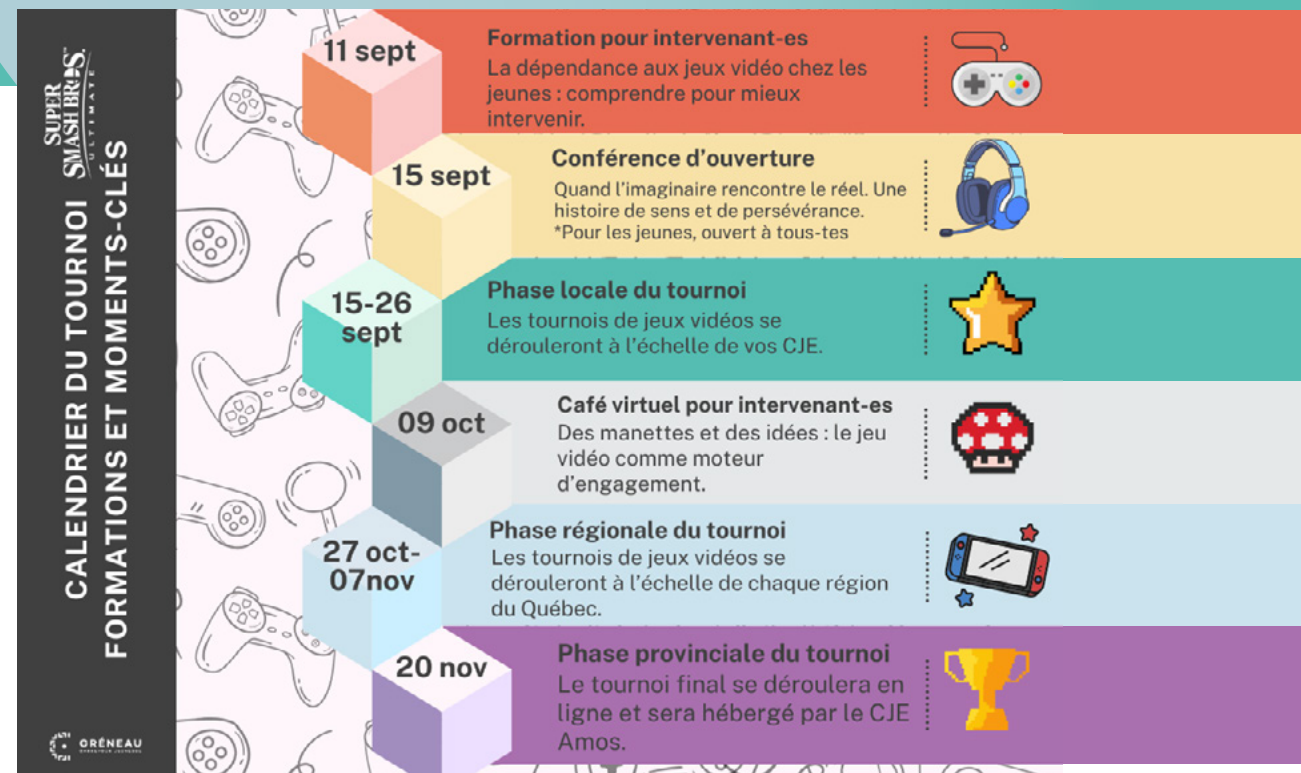 CALENDRIER DU TOURNOI
SUPER
SMASH BROS.
ULTIMATE
FORMATIONS ET MOMENTS-CLÉS
11 sept
Formation pour intervenant-es
La dépendance aux jeux vidéo chez les
jeunes : comprendre pour mieux
intervenir.
15 sept
Conférence d'ouverture
Quand l'imaginaire rencontre le réel. Une
histoire de sens et de persévérance.
*Pour les jeunes, ouvert à tous-tes
15-26
sept
Phase locale du tournoi
Les tournois de jeux vidéos se
dérouleront à l'échelle de vos CJE.
09 oct
Café virtuel pour intervenant-es
Des manettes et des idées : le jeu
vidéo comme moteur
d'engagement.
27 oct-
07nov
Phase régionale du tournoi
Les tournois de jeux vidéos se
dérouleront à l'échelle de chaque région
du Québec.
20 nov
Phase provinciale du tournoi
Le tournoi final se déroulera en
ligne et sera hébergé par le CJE
Amos.